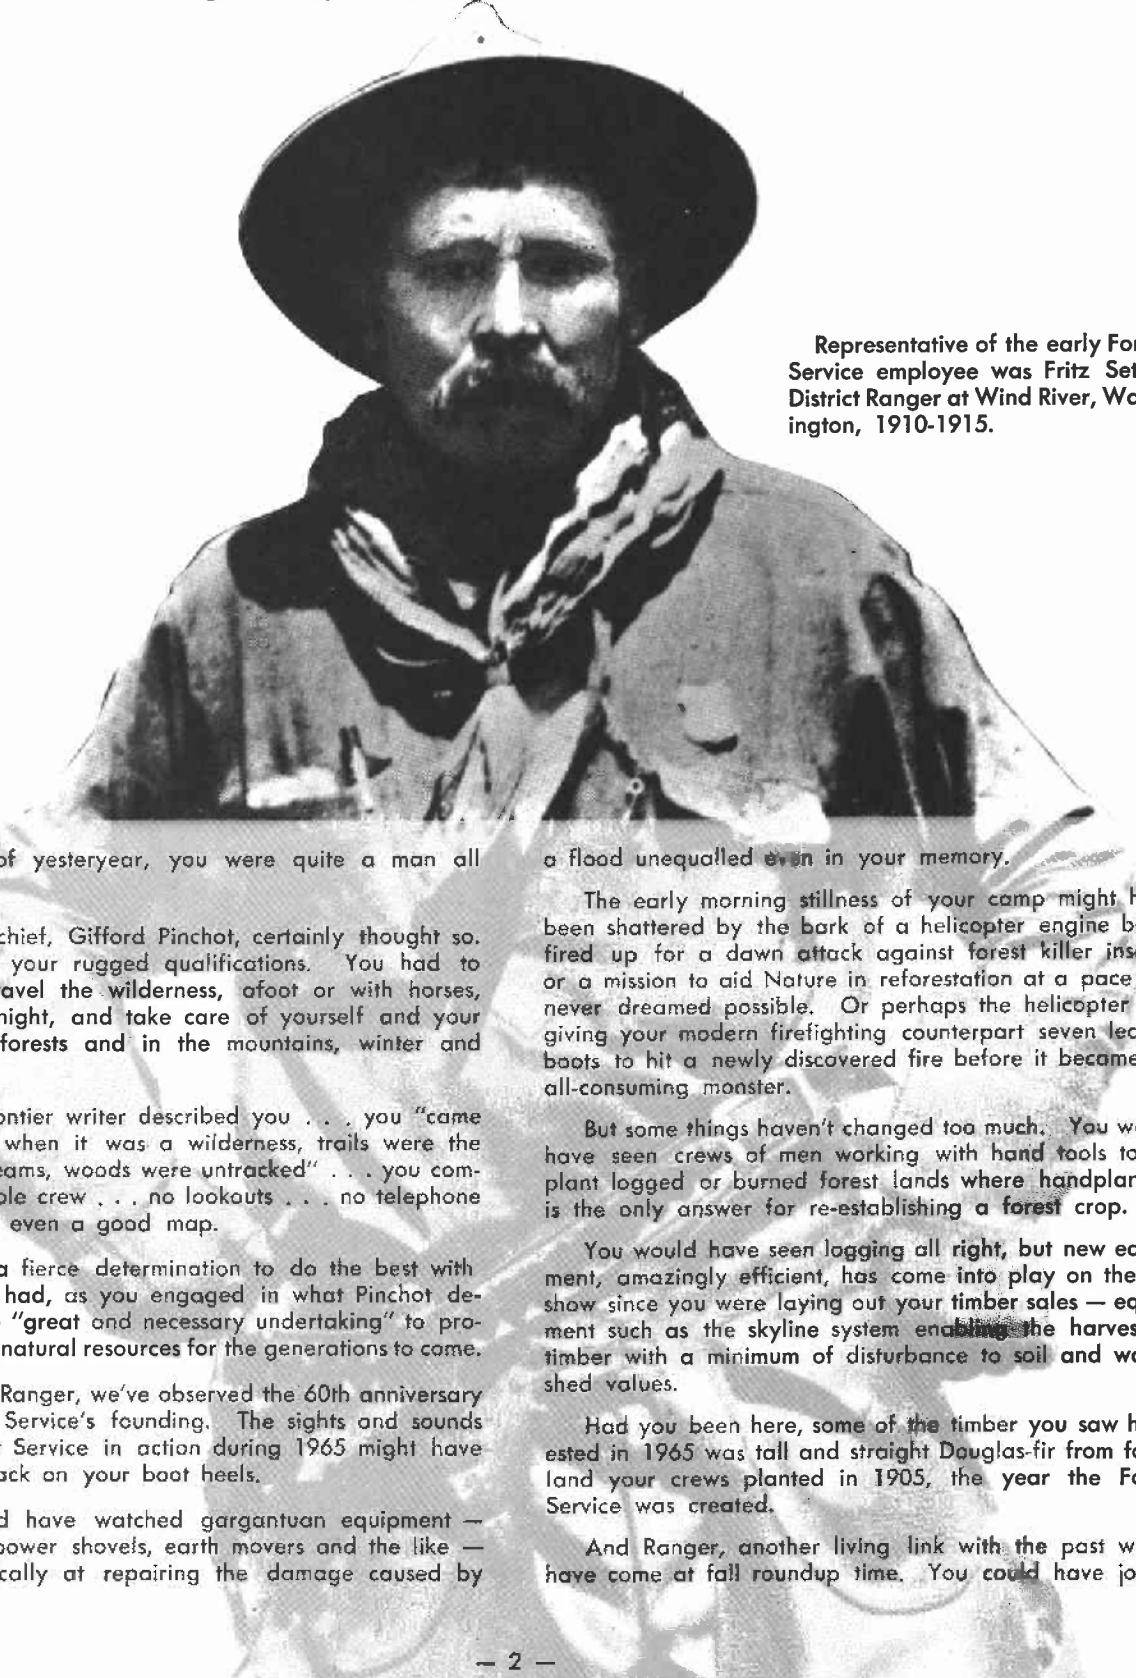 Representative of the early For
Service employee was Fritz Set
District Ranger at Wind River, Wa
ington, 1910-1915.
of yesteryear, you were quite a man all
chief, Gifford Pinchot, certainly thought so.
your rugged qualifications. You had to
avel the wilderness, afoot or with horses,
night, and take care of yourself and your
forests and in the mountains, winter and
ontier writer described you . . . you "came
when it was a wilderness, trails were the
eams, woods were untracked" . . . you com-
ple crew . . . no lookouts . . . no telephone
even a good map.
a fierce determination to do the best with
had, as you engaged in what Pinchot de-
"great and necessary undertaking" to pro-
natural resources for the generations to come.
Ranger, we've observed the 60th anniversary
Service's founding. The sights and sounds
Service in action during 1965 might have
ack on your boot heels.
d have watched gargantuan equipment —
power shovels, earth movers and the like —
cally at repairing the damage caused by
a flood unequalled even in your memory.
The early morning stillness of your camp might h
been shattered by the bark of a helicopter engine b
fired up for a dawn attack against forest killer ins
or a mission to aid Nature in reforestation at a pace
never dreamed possible. Or perhaps the helicopter
giving your modern firefighting counterpart seven lea
boots to hit a newly discovered fire before it became
all-consuming monster.
But some things haven't changed too much. You wo
have seen crews of men working with hand tools to
plant logged or burned forest lands where handplan
is the only answer for re-establishing a forest crop.
You would have seen logging all right, but new eq
ment, amazingly efficient, has come into play on the
show since you were laying out your timber sales — eq
ment such as the skyline system enabling the harves
timber with a minimum of disturbance to soil and wa
shed values.
Had you been here, some of the timber you saw h
ested in 1965 was tall and straight Douglas-fir from fo
land your crews planted in 1905, the year the Fo
Service was created.
And Ranger, another living link with the past w
have come at fall roundup time. You could have jo
— 2 —